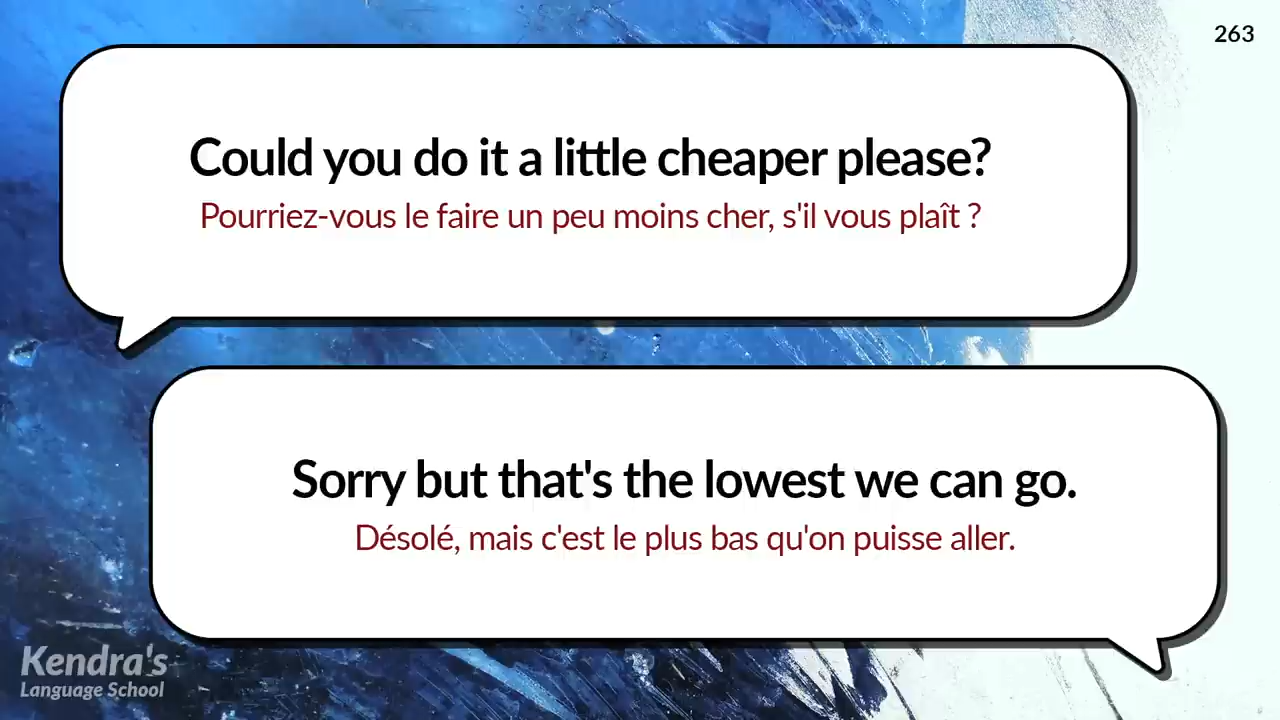 263
Could you do it a little cheaper please?
Pourriez-vous le faire un peu moins cher, s'il vous plaît ?
Sorry but that's the lowest we can go.
Désolé, mais c'est le plus bas qu'on puisse aller.
Kendra's
Language School